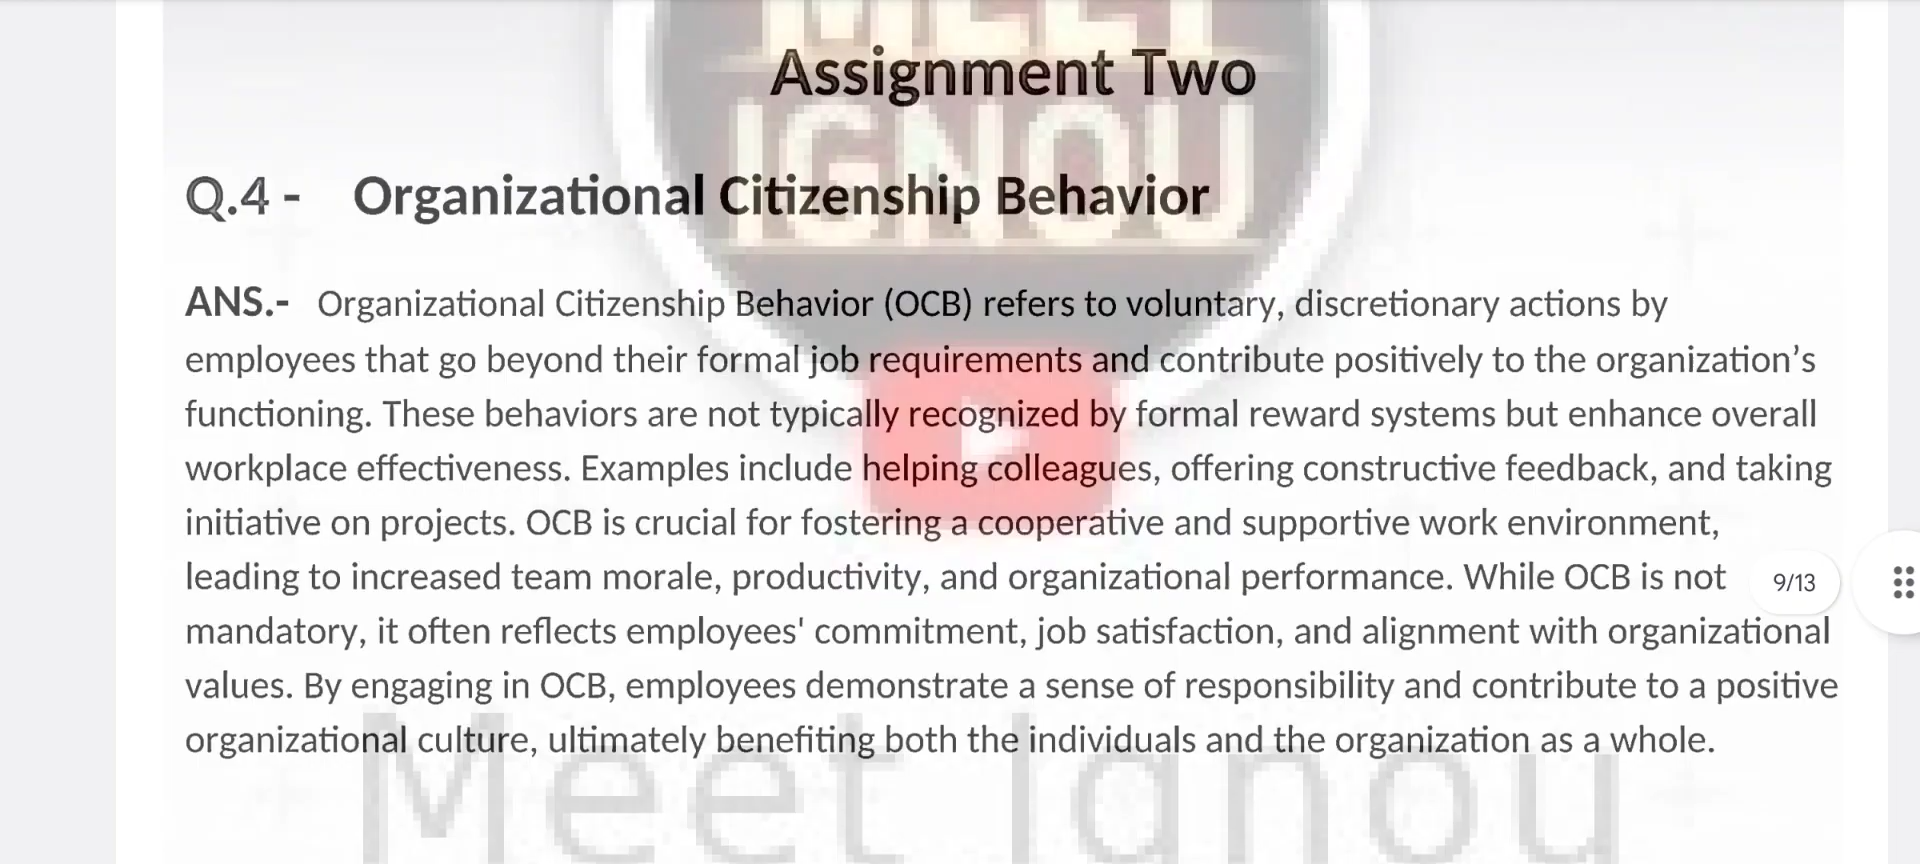 MEET
IGNOU
Assignment Two
Q.4 - Organizational Citizenship Behavior
ANS.- Organizational Citizenship Behavior (OCB) refers to voluntary, discretionary actions by
employees that go beyond their formal job requirements and contribute positively to the organization’s
functioning. These behaviors are not typically recognized by formal reward systems but enhance overall
workplace effectiveness. Examples include helping colleagues, offering constructive feedback, and taking
initiative on projects. OCB is crucial for fostering a cooperative and supportive work environment,
leading to increased team morale, productivity, and organizational performance. While OCB is not
9/13
mandatory, it often reflects employees' commitment, job satisfaction, and alignment with organizational
values. By engaging in OCB, employees demonstrate a sense of responsibility and contribute to a positive
organizational culture, ultimately benefiting both the individuals and the organization as a whole.
Meet Ignou